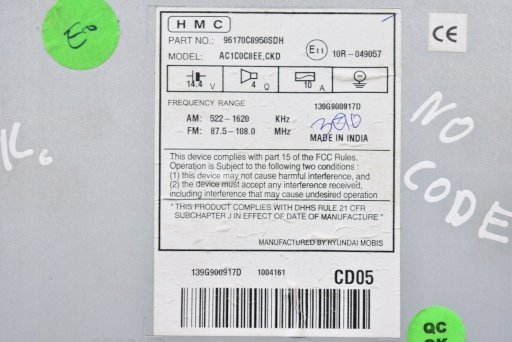 HMC
PART NO.: 96170C8950SDH
MODEL: AC1C0C8EE,CKD
E11 10R - 049057
CE
14.4 V 4 Ω 10 A
FREQUENCY RANGE 139G900917D
AM: 522 - 1620 KHz
FM: 87.5 - 108.0 MHz MADE IN INDIA
This device complies with part 15 of the FCC Rules.
Operation is Subject to the following two conditions :
(1) this device may not cause harmful interference, and
(2) the device must accept any interference received,
including interference that may cause undesired operation
" THIS PRODUCT COMPLIES WITH DHHS RULE 21 CFR
SUBCHAPTER J IN EFFECT OF DATE OF MANUFACTURE "
MANUFACTURED BY HYUNDAI MOBIS
139G900917D 1004161 CD05
NO
CODE
QC
OK